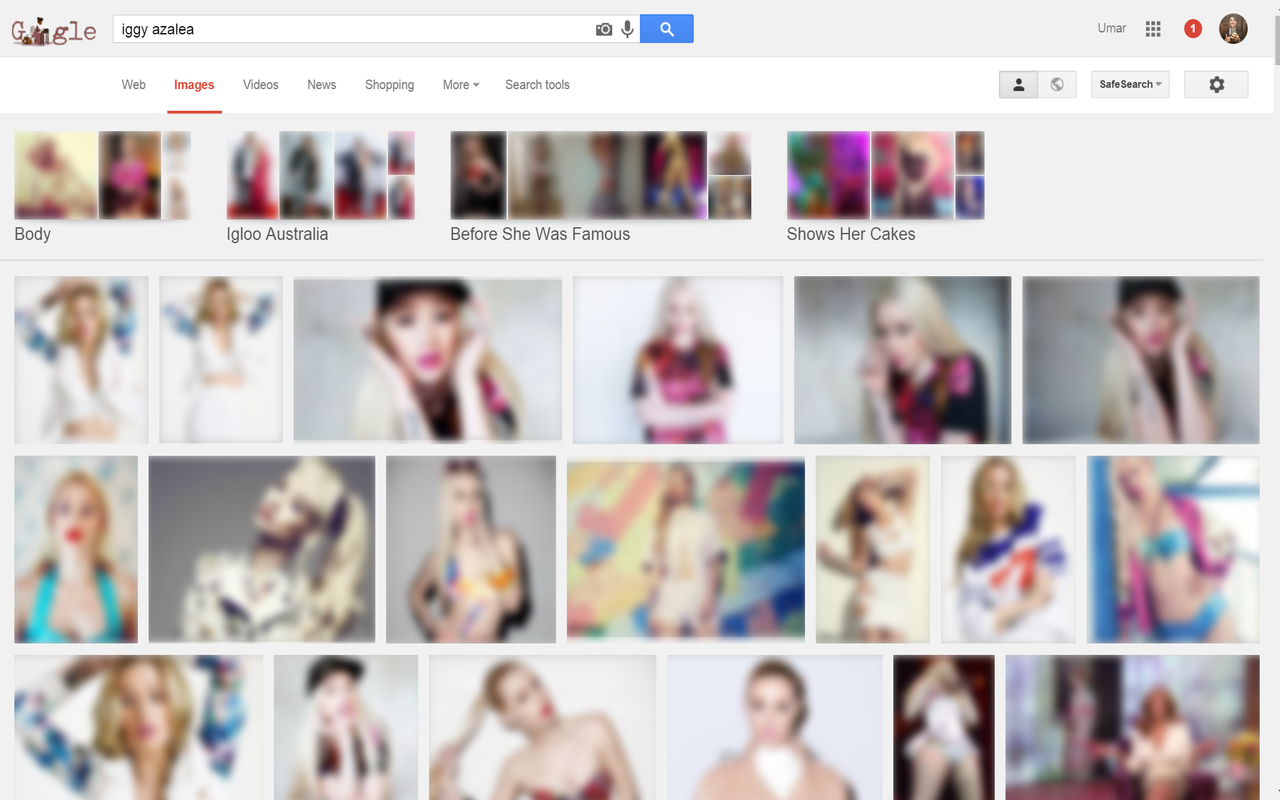 Google
iggy azalea
Umar
1
Web Images Videos News Shopping More Search tools
SafeSearch
Body Igloo Australia Before She Was Famous Shows Her Cakes